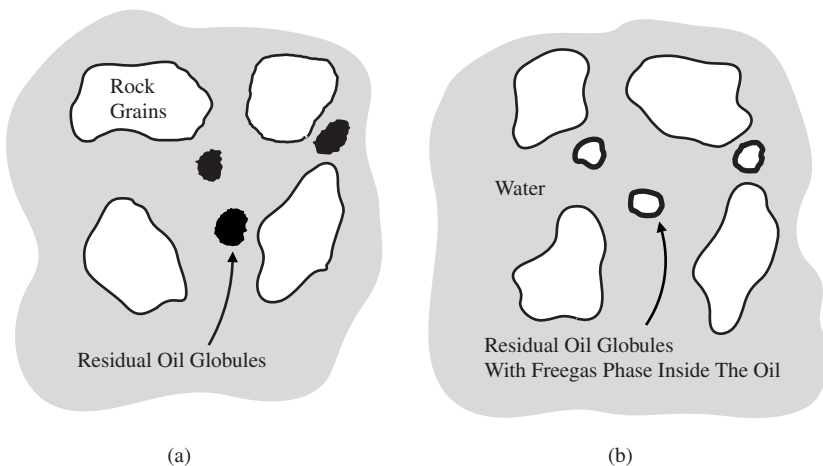 Rock
Grains
Residual Oil Globules
(a)
Water
Residual Oil Globules
With Freegas Phase Inside The Oil
(b)